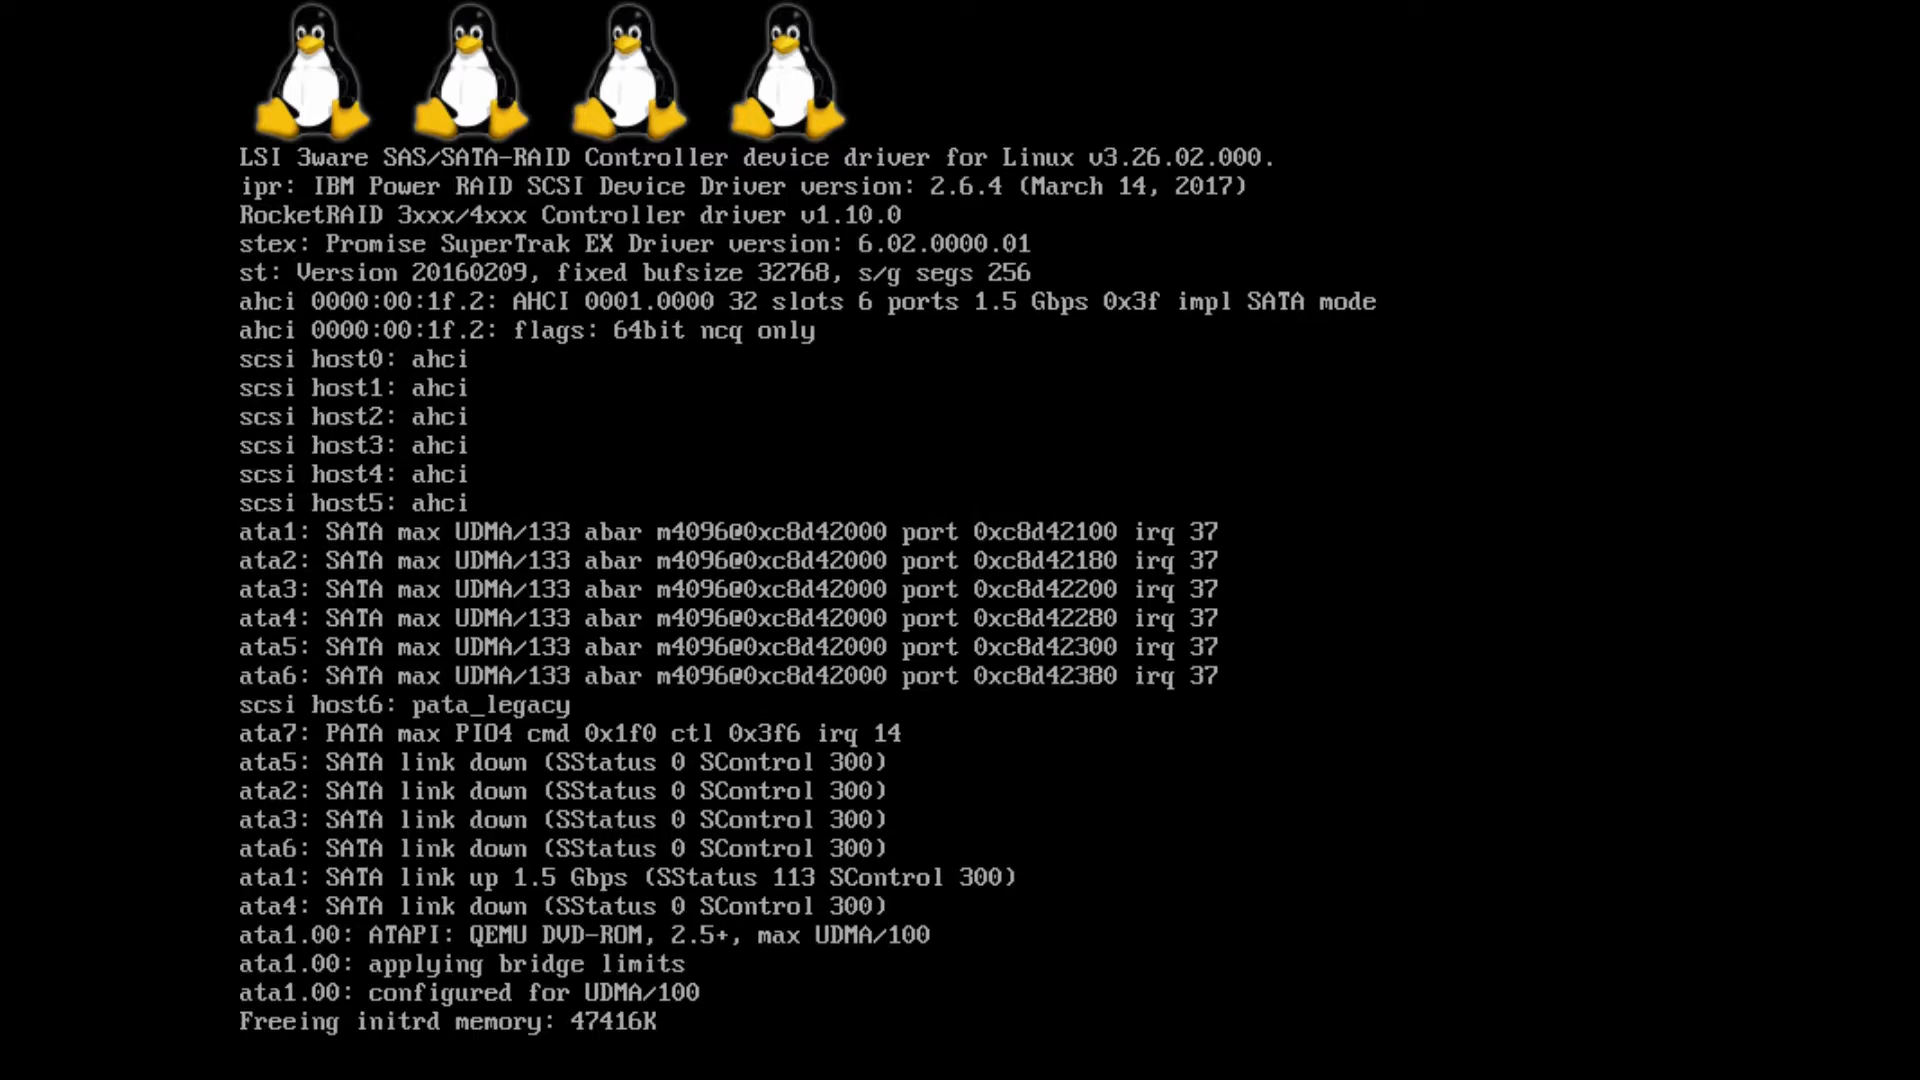 LSI 3ware SAS/SATA-RAID Controller device driver for Linux v3.26.02.000.
ipr: IBM Power RAID SCSI Device Driver version: 2.6.4 (March 14, 2017)
RocketRAID 3xxx/4xxx Controller driver v1.10.0
stex: Promise SuperTrak EX Driver version: 6.02.0000.01
st: Version 20160209, fixed bufsize 32768, s/g segs 256
ahci 0000:00:1f.2: AHCI 0001.0000 32 slots 6 ports 1.5 Gbps 0x3f impl SATA mode
ahci 0000:00:1f.2: flags: 64bit ncq only
scsi host0: ahci
scsi host1: ahci
scsi host2: ahci
scsi host3: ahci
scsi host4: ahci
scsi host5: ahci
ata1: SATA max UDMA/133 abar m4096@0xc8d42000 port 0xc8d42100 irq 37
ata2: SATA max UDMA/133 abar m4096@0xc8d42000 port 0xc8d42180 irq 37
ata3: SATA max UDMA/133 abar m4096@0xc8d42000 port 0xc8d42200 irq 37
ata4: SATA max UDMA/133 abar m4096@0xc8d42000 port 0xc8d42280 irq 37
ata5: SATA max UDMA/133 abar m4096@0xc8d42000 port 0xc8d42300 irq 37
ata6: SATA max UDMA/133 abar m4096@0xc8d42000 port 0xc8d42380 irq 37
scsi host6: pata_legacy
ata7: PATA max PIO4 cmd 0x1f0 ctl 0x3f6 irq 14
ata5: SATA link down (SStatus 0 SControl 300)
ata2: SATA link down (SStatus 0 SControl 300)
ata3: SATA link down (SStatus 0 SControl 300)
ata6: SATA link down (SStatus 0 SControl 300)
ata1: SATA link up 1.5 Gbps (SStatus 113 SControl 300)
ata4: SATA link down (SStatus 0 SControl 300)
ata1.00: ATAPI: QEMU DVD-ROM, 2.5+, max UDMA/100
ata1.00: applying bridge limits
ata1.00: configured for UDMA/100
Freeing initrd memory: 47416K